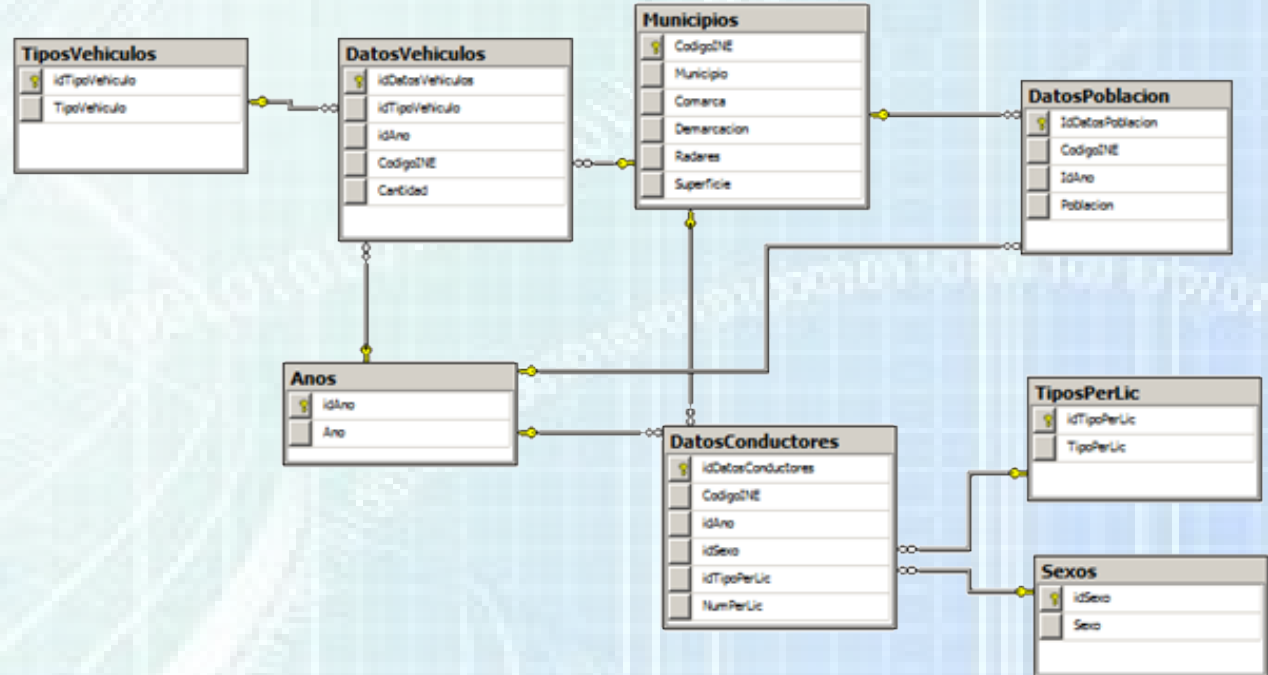 TiposVehiculos
idTipoVehiculo
TipoVehiculo
DatosVehiculos
idDatosVehiculos
idTipoVehiculo
idAno
CodigoINE
Cantidad
Municipios
CodigoINE
Municipio
Comarca
Demarcacion
Radares
Superficie
DatosPoblacion
IdDatosPoblacion
CodigoINE
IdAno
Poblacion
Anos
idAno
Ano
DatosConductores
idDatosConductores
CodigoINE
idAno
idSexo
idTipoPerLic
NumPerLic
TiposPerLic
idTipoPerLic
TipoPerLic
Sexos
idSexo
Sexo